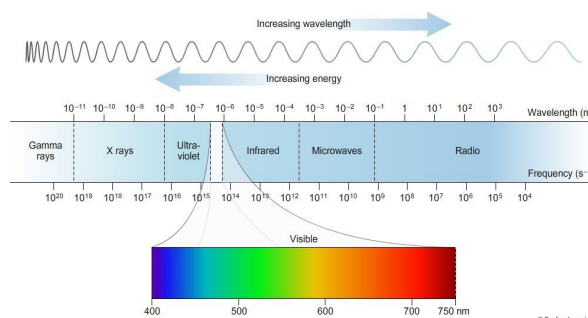 Increasing wavelength
Increasing energy
10⁻¹¹ 10⁻¹⁰ 10⁻⁹ 10⁻⁸ 10⁻⁷ 10⁻⁶ 10⁻⁵ 10⁻⁴ 10⁻³ 10⁻² 10⁻¹ 1 10¹ 10² 10³ Wavelength (m
Gamma rays X rays Ultra-violet Infrared Microwaves Radio
Frequency (s⁻
10²⁰ 10¹⁹ 10¹⁸ 10¹⁷ 10¹⁶ 10¹⁵ 10¹⁴ 10¹³ 10¹² 10¹¹ 10¹⁰ 10⁹ 10⁸ 10⁷ 10⁶ 10⁵ 10⁴
Visible
400 500 600 700 750 nm